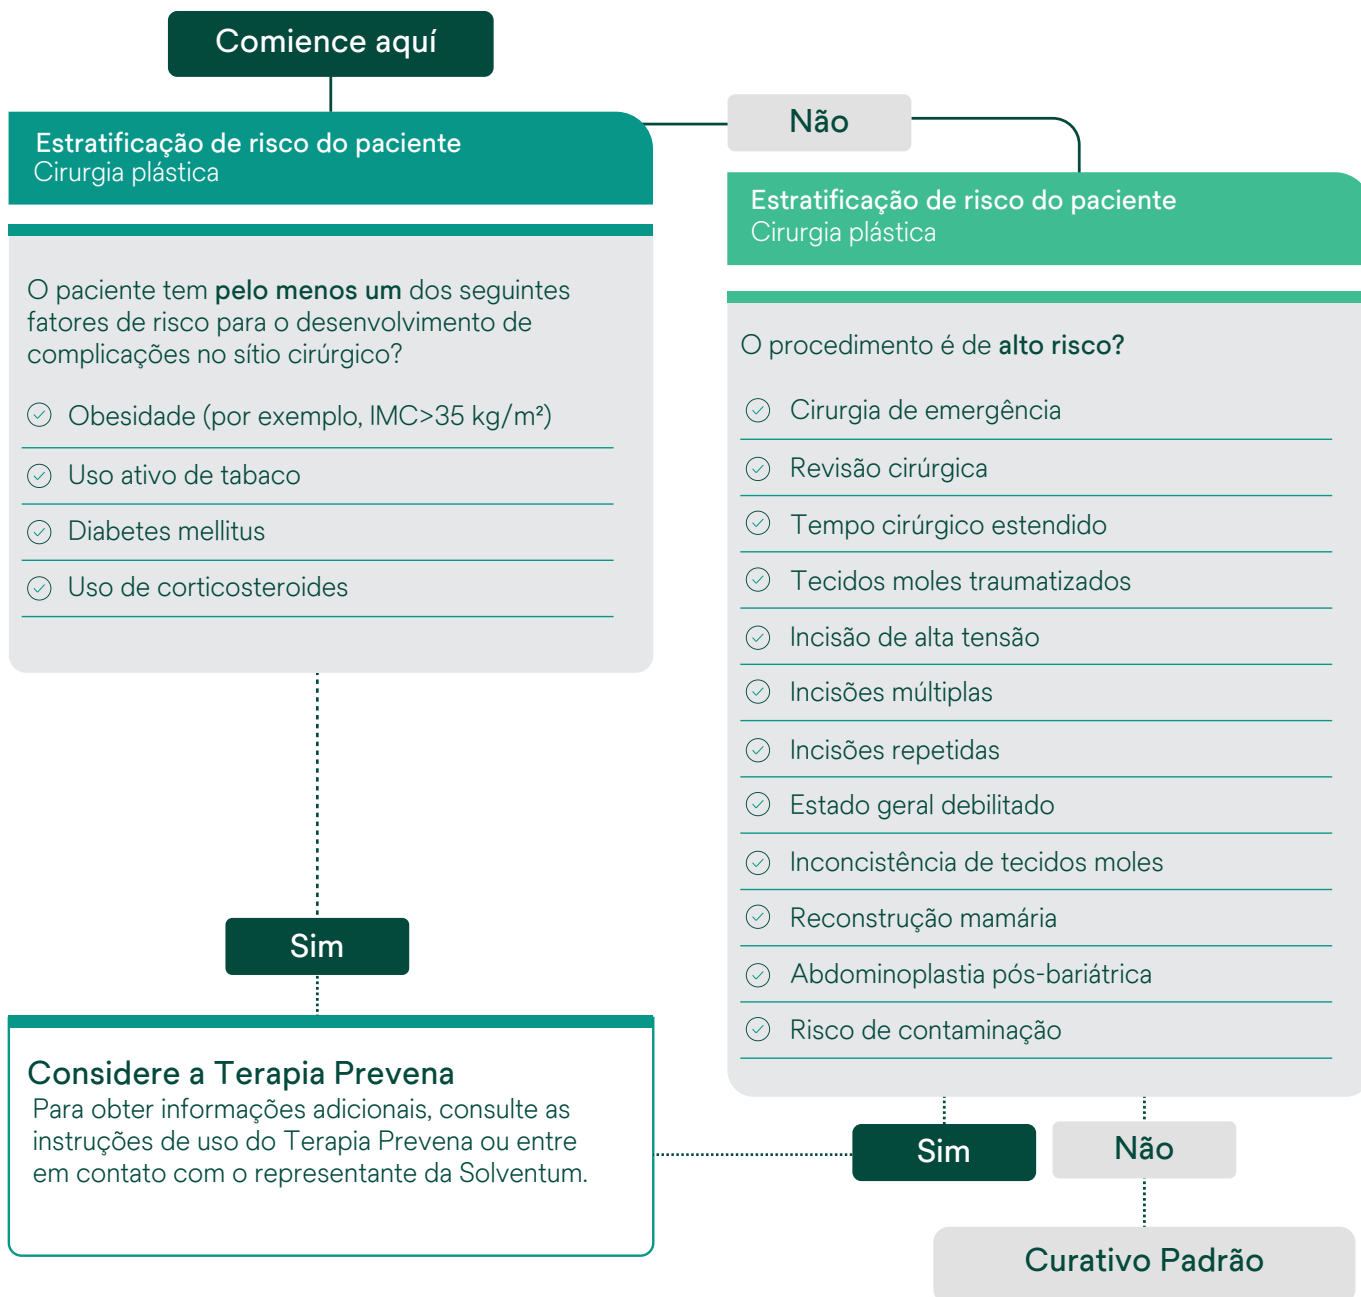 Comience aquí
Estratificação de risco do paciente
Cirurgia plástica
O paciente tem pelo menos um dos seguintes
fatores de risco para o desenvolvimento de
complicações no sítio cirúrgico?
Obesidade (por exemplo, IMC>35 kg/m²)
Uso ativo de tabaco
Diabetes mellitus
Uso de corticosteroides
Sim
Considere a Terapia Prevena
Para obter informações adicionais, consulte as
instruções de uso do Terapia Prevena ou entre
em contato com o representante da Solventum.
Não
Estratificação de risco do paciente
Cirurgia plástica
O procedimento é de alto risco?
Cirurgia de emergência
Revisão cirúrgica
Tempo cirúrgico estendido
Tecidos moles traumatizados
Incisão de alta tensão
Incisões múltiplas
Incisões repetidas
Estado geral debilitado
Inconcistência de tecidos moles
Reconstrução mamária
Abdominoplastia pós-bariátrica
Risco de contaminação
Sim
Não
Curativo Padrão